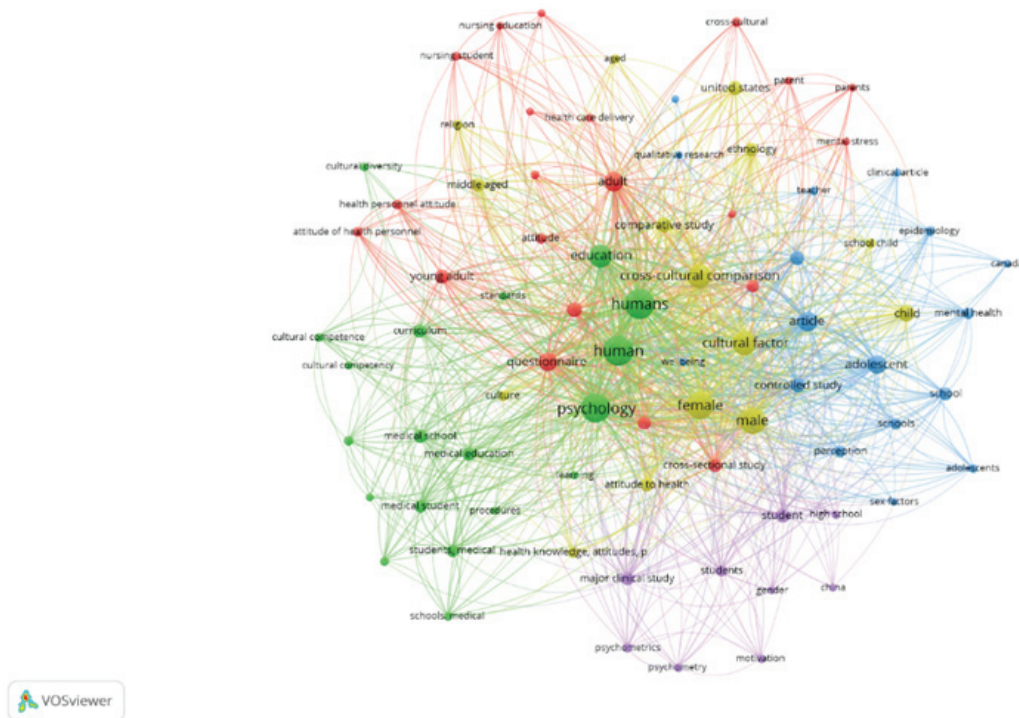 nursing education
cross-cultural
nursing student
aged
united states
parent
parents
health care delivery
religion
mental stress
ethnology
qualitative research
cultural diversity
clinical article
middle aged
adult
teacher
health personnel attitude
comparative study
attitude of health personnel
attitude
epidemiology
school child
education
young adult
cross-cultural comparison
canada
standards
humans
child
mental health
article
cultural competence
curriculum
cultural factor
human
questionnaire
adolescent
cultural competency
controlled study
culture
school
female
psychology
male
schools
medical school
medical education
perception
cross-sectional study
adolescents
learning
attitude to health
sex factors
medical student
procedures
student
high school
students, medical
health knowledge, attitudes, p
students
major clinical study
gender
china
schools, medical
psychometrics
motivation
psychometry
VOSviewer